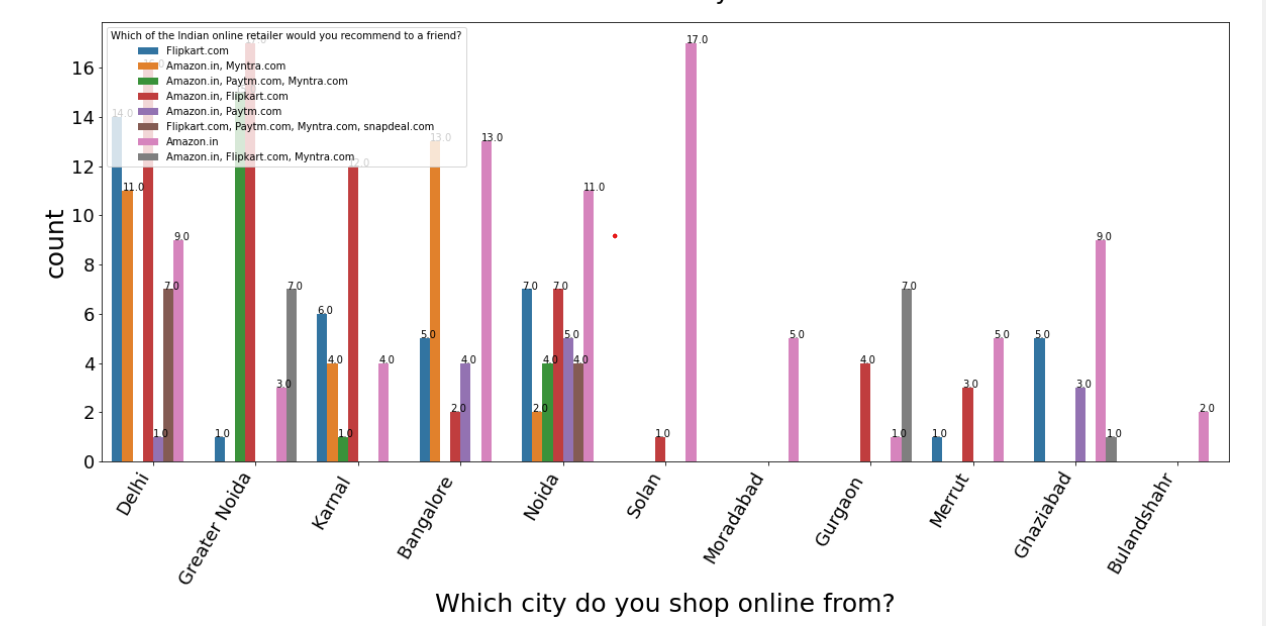 Which of the Indian online retailer would you recommend to a friend?
Flipkart.com
Amazon.in, Myntra.com
Amazon.in, Paytm.com, Myntra.com
Amazon.in, Flipkart.com
Amazon.in, Paytm.com
Flipkart.com, Paytm.com, Myntra.com, snapdeal.com
Amazon.in
Amazon.in, Flipkart.com, Myntra.com
count
16
14
12
10
8
6
4
2
0
14.0 11.0 1.0 7.0 9.0
1.0 3.0 7.0
6.0 4.0 1.0 12.0 4.0
5.0 13.0 2.0 4.0 13.0
7.0 2.0 4.0 7.0 5.0 4.0 11.0
1.0 17.0
5.0
4.0 1.0 7.0
1.0 3.0 5.0
5.0 3.0 9.0 1.0
2.0
Delhi
Greater Noida
Karnal
Bangalore
Noida
Solan
Moradabad
Gurgaon
Merrut
Ghaziabad
Bulandshahr
Which city do you shop online from?